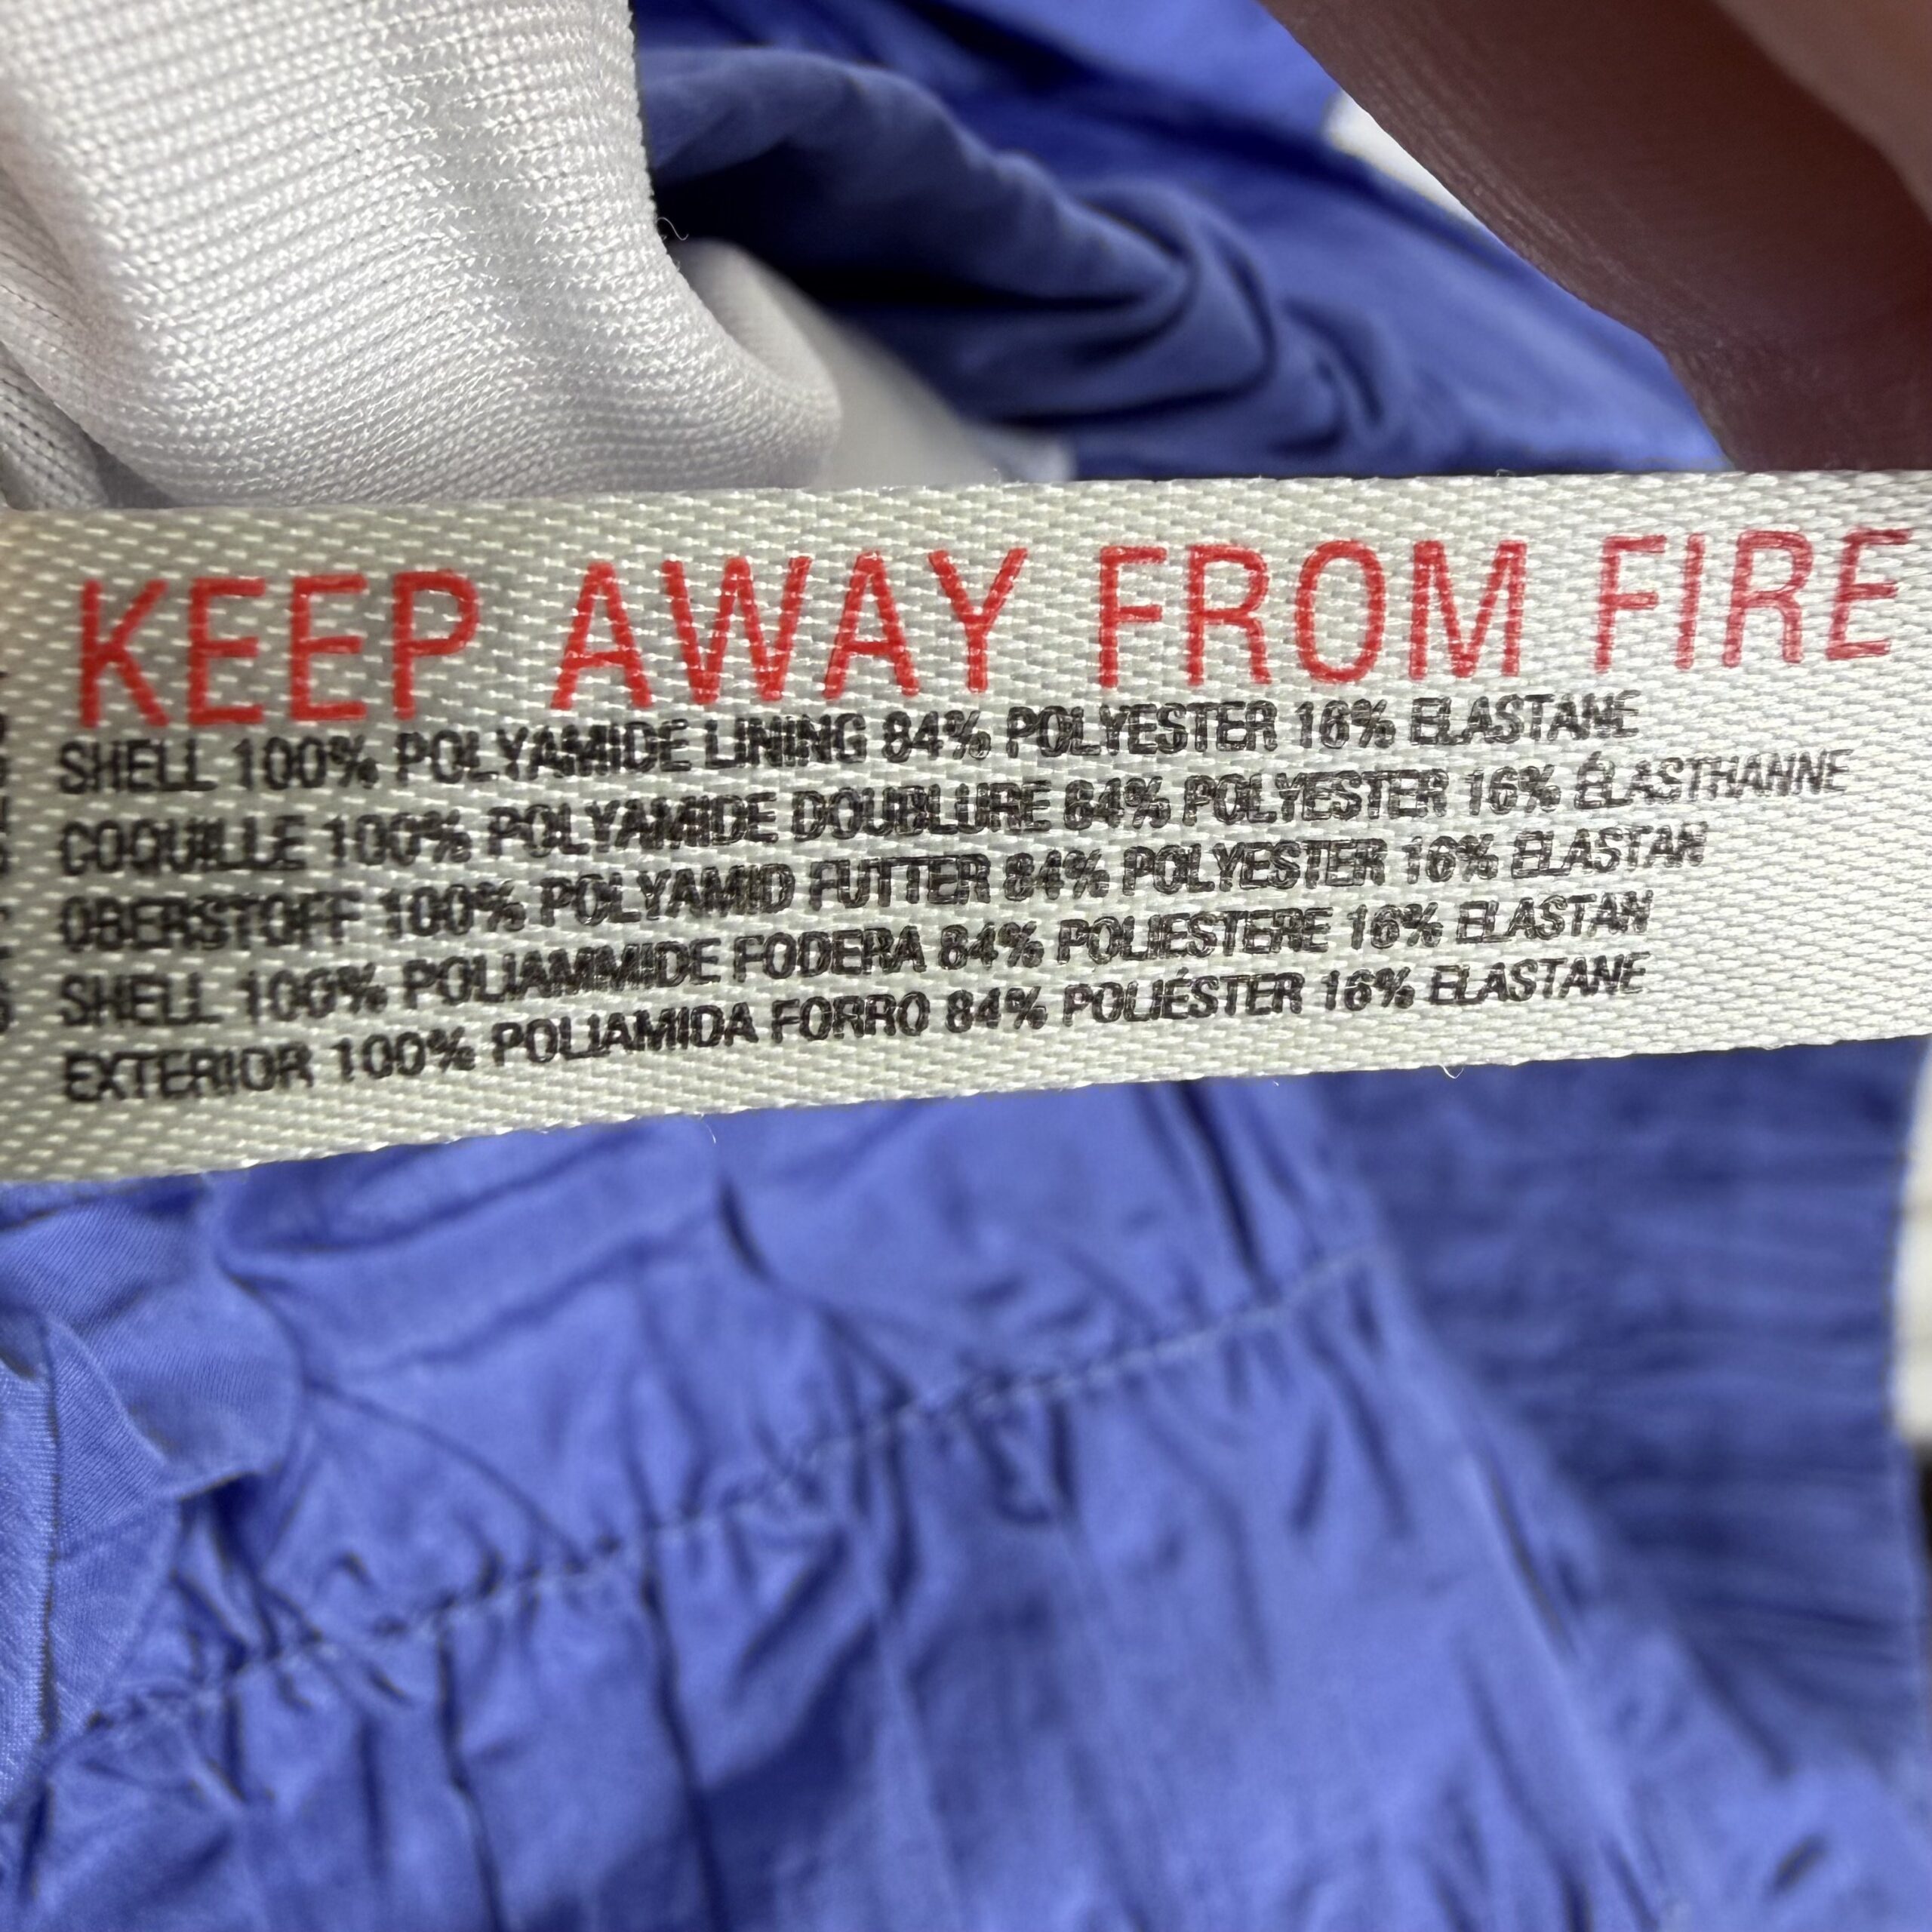 KEEP AWAY FROM FIRE
SHELL 100% POLYAMIDE LINING 84% POLYESTER 16% ELASTANE
COQUILLE 100% POLYAMIDE DOUBLURE 84% POLYESTER 16% ÉLASTHANNE
OBERSTOFF 100% POLYAMID FUTTER 84% POLYESTER 16% ELASTAN
SHELL 100% POLIAMMIDE FODERA 84% POLIESTERE 16% ELASTAN
EXTERIOR 100% POLIAMIDA FORRO 84% POLIÉSTER 16% ELASTANE